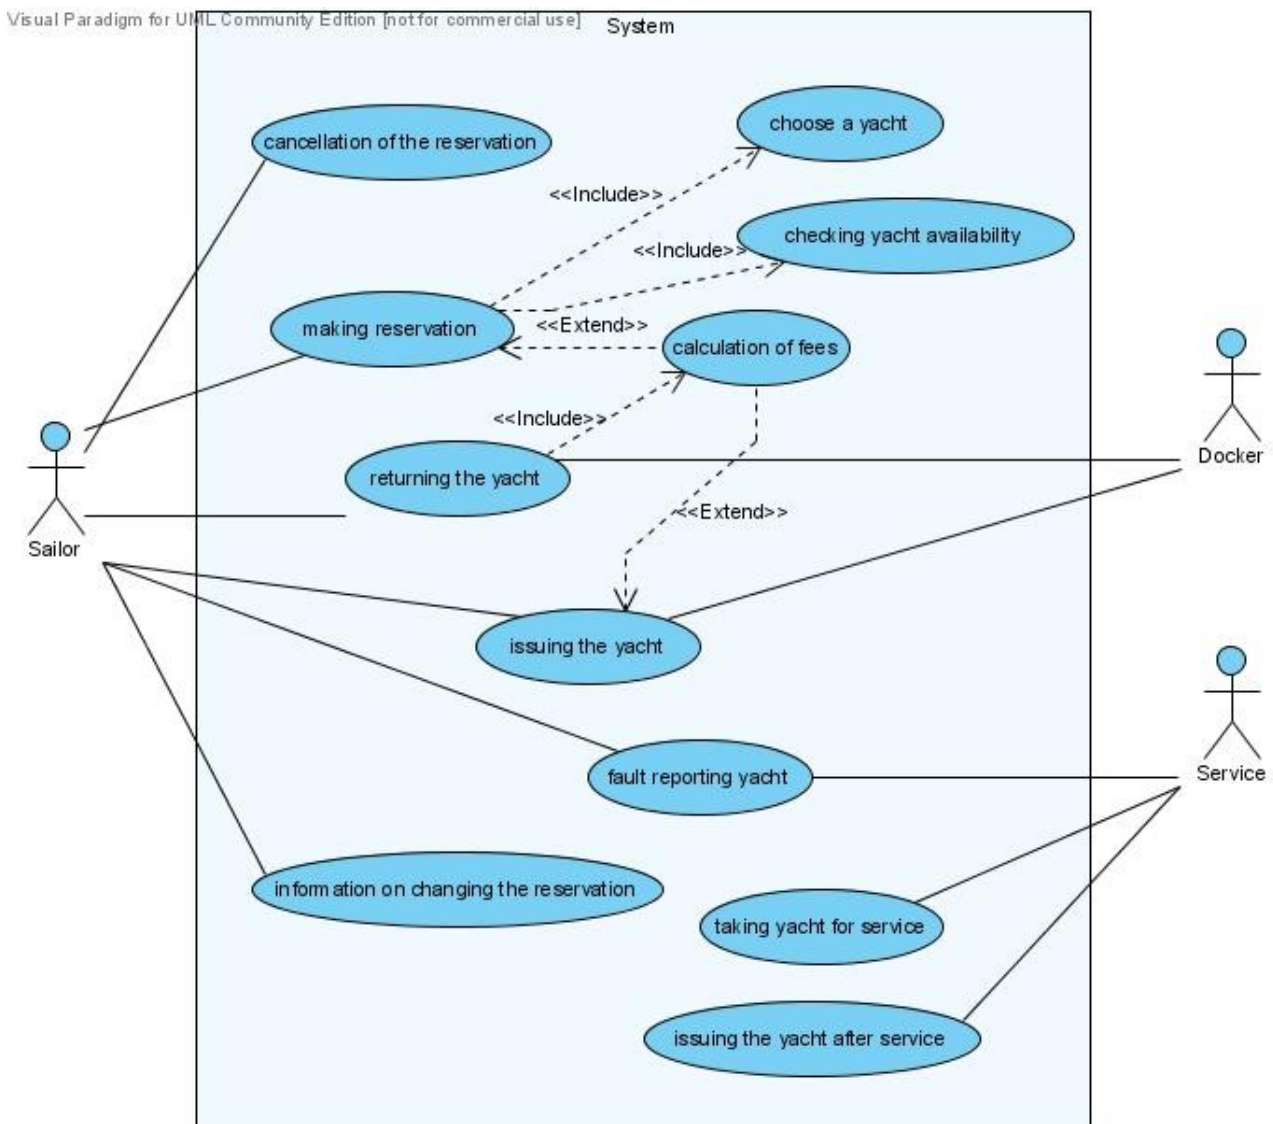 Visual Paradigm for UML Community Edition [not for commercial use]
System
choose a yacht
cancellation of the reservation
<<Include>>
checking yacht availability
<<Include>>
<<Extend>>
making reservation
calculation of fees
<<Include>>
Docker
returning the yacht
<<Extend>>
Sailor
issuing the yacht
Service
fault reporting yacht
information on changing the reservation
taking yacht for service
issuing the yacht after service